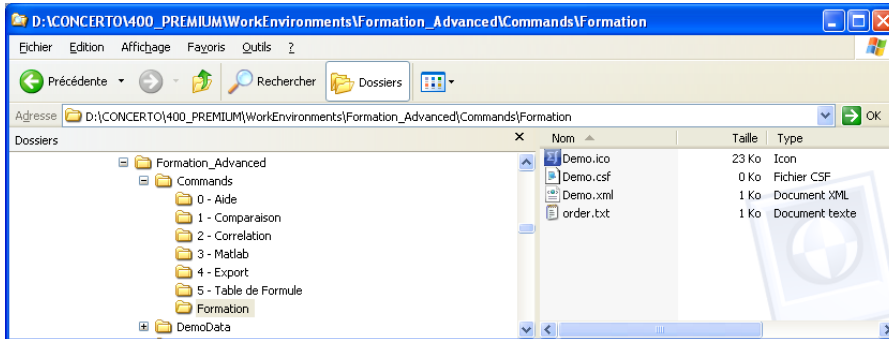 D:\CONCERTO\400_PREMIUM\WorkEnvironments\Formation_Advanced\Commands\Formation
Fichier Edition Affichage Favoris Outils ?
Précédente Rechercher Dossiers
Adresse D:\CONCERTO\400_PREMIUM\WorkEnvironments\Formation_Advanced\Commands\Formation OK
Dossiers Nom Taille Type
Formation_Advanced Demo.ico 23 Ko Icon
Commands Demo.csf 0 Ko Fichier CSF
0 - Aide Demo.xml 1 Ko Document XML
1 - Comparaison order.txt 1 Ko Document texte
2 - Correlation
3 - Matlab
4 - Export
5 - Table de Formule
Formation
DemoData